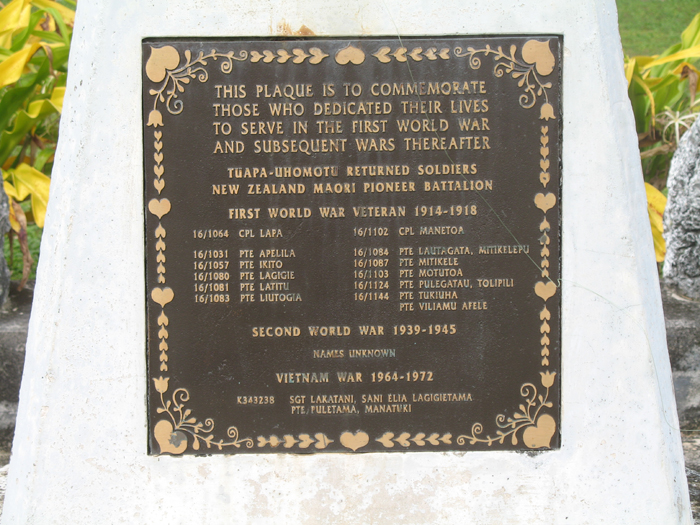 THIS PLAQUE IS TO COMMEMORATE
THOSE WHO DEDICATED THEIR LIVES
TO SERVE IN THE FIRST WORLD WAR
AND SUBSEQUENT WARS THEREAFTER
TUAPA-UHOMOTU RETURNED SOLDIERS
NEW ZEALAND MAORI PIONEER BATTALION
FIRST WORLD WAR VETERAN 1914-1918
16/1064 CPL LAFA 16/1102 CPL MANETOA
16/1031 PTE APELILA 16/1084 PTE LAUTAGATA, MITIKELEPU
16/1057 PTE IKITO 16/1087 PTE MITIKELE
16/1080 PTE LAGIGIE 16/1103 PTE MOTUTOA
16/1081 PTE LATITU 16/1124 PTE PULEGATAU, TOLIPILI
16/1083 PTE LIUTOGIA 16/1144 PTE TUKIUHA
PTE VILIAMU AFELE
SECOND WORLD WAR 1939-1945
NAMES UNKNOWN
VIETNAM WAR 1964-1972
K343238 SGT LAKATANI, SANI ELIA LAGIGIETAMA
PTE PULETAMA, MANATUKI